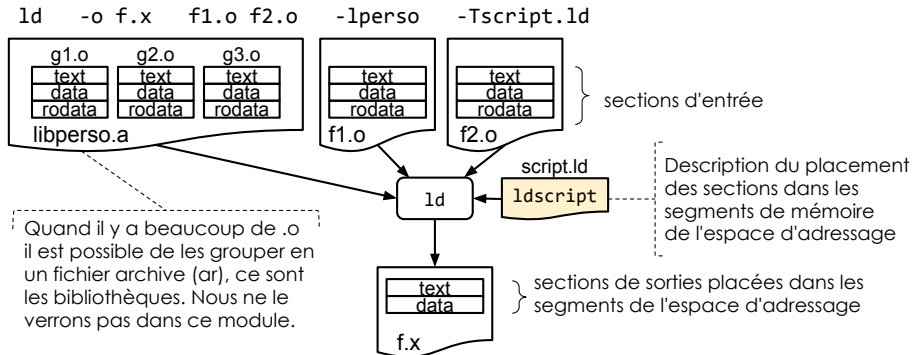 ld -o f.x f1.o f2.o -lperso -Tscript.ld
g1.o g2.o g3.o
text text text text text
data data data data data
rodata rodata rodata rodata rodata
sections d'entrée
libperso.a
f1.o
f2.o
script.ld
ldscript
ld
Description du placement
des sections dans les
segments de mémoire
de l'espace d'adressage
Quand il y a beaucoup de .o
il est possible de les grouper en
un fichier archive (ar), ce sont
les bibliothèques. Nous ne le
verrons pas dans ce module.
text
data
f.x
sections de sorties placées dans les
segments de l'espace d'adressage